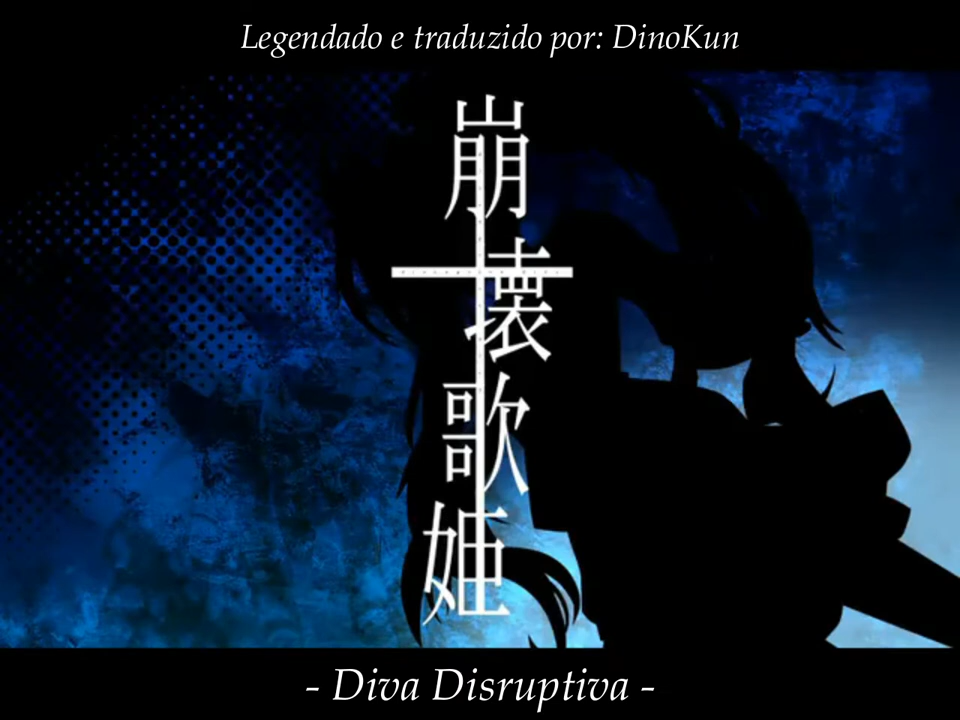 Legendado e traduzido por: DinoKun
崩壊歌姫
- Diva Disruptiva -